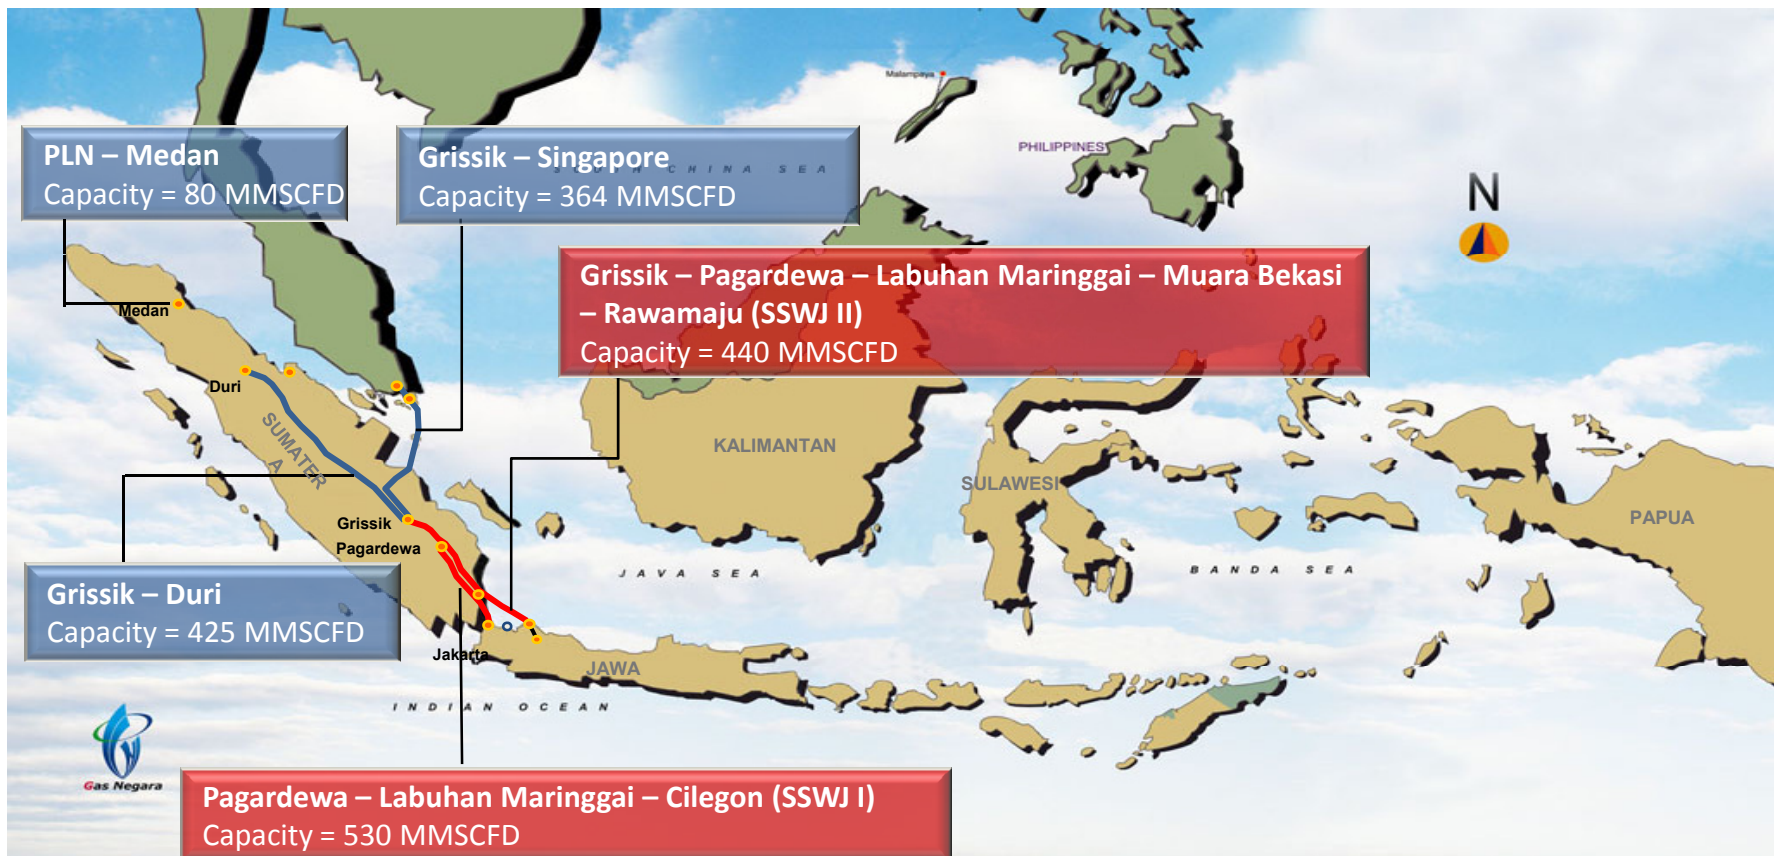 Malampaya
PHILIPPINES
PLN – Medan
Capacity = 80 MMSCFD
Grissik – Singapore
Capacity = 364 MMSCFD
SOUTH CHINA SEA
N
Grissik – Pagardewa – Labuhan Maringgai – Muara Bekasi
– Rawamaju (SSWJ II)
Capacity = 440 MMSCFD
Medan
Duri
SUMATER
A
KALIMANTAN
SULAWESI
PAPUA
Grissik
Pagardewa
JAVA SEA
BANDA SEA
Grissik – Duri
Capacity = 425 MMSCFD
Jakarta
JAWA
INDIAN OCEAN
Gas Negara
Pagardewa – Labuhan Maringgai – Cilegon (SSWJ I)
Capacity = 530 MMSCFD